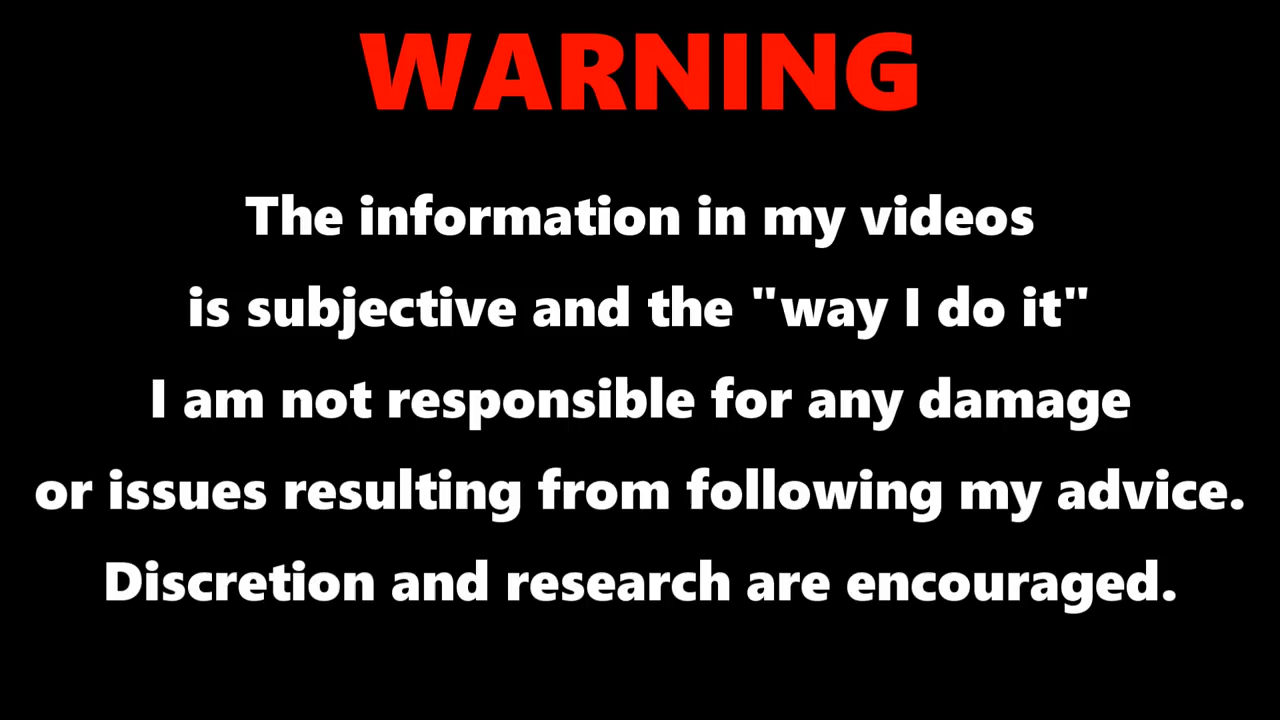 WARNING
The information in my videos
is subjective and the "way I do it"
I am not responsible for any damage
or issues resulting from following my advice.
Discretion and research are encouraged.